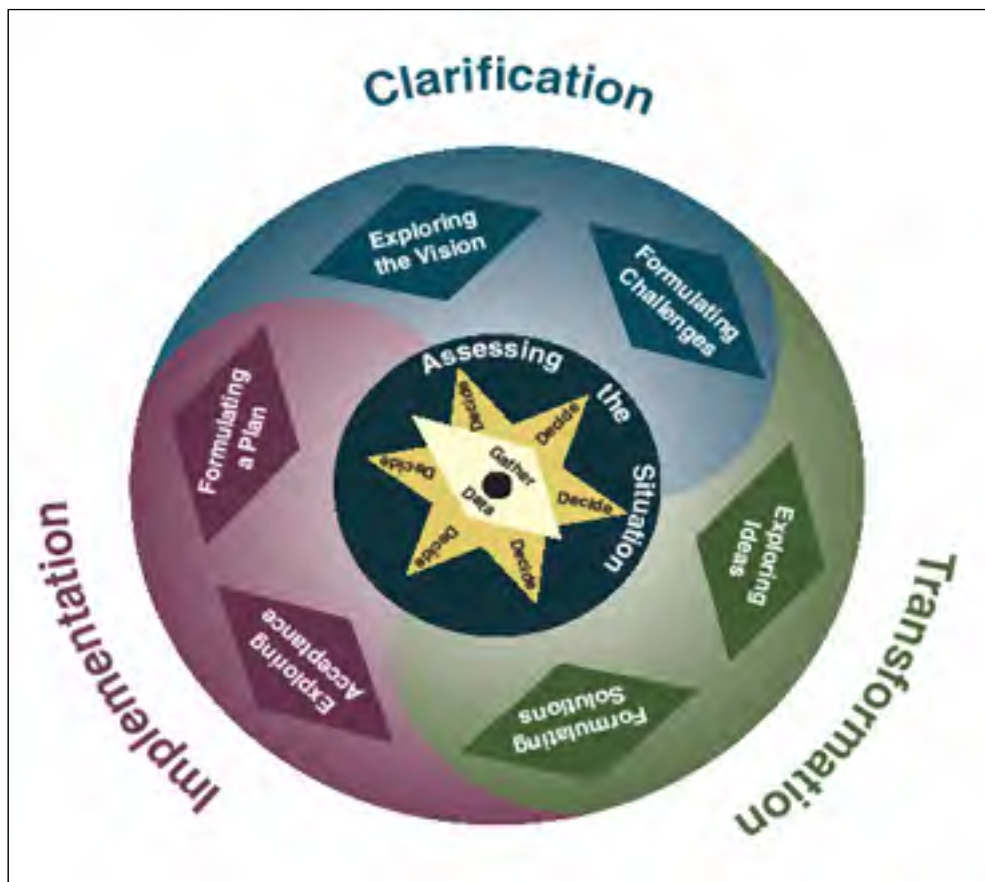 Clarification
Exploring
the Vision
Formulating
Challenges
Exploring
Ideas
Formulating
Solutions
Exploring
Acceptance
Formulating
a Plan
Assessing the Situation
Decide
Decide
Decide
Decide
Decide
Decide
Gather
Data
Transformation
Implementation